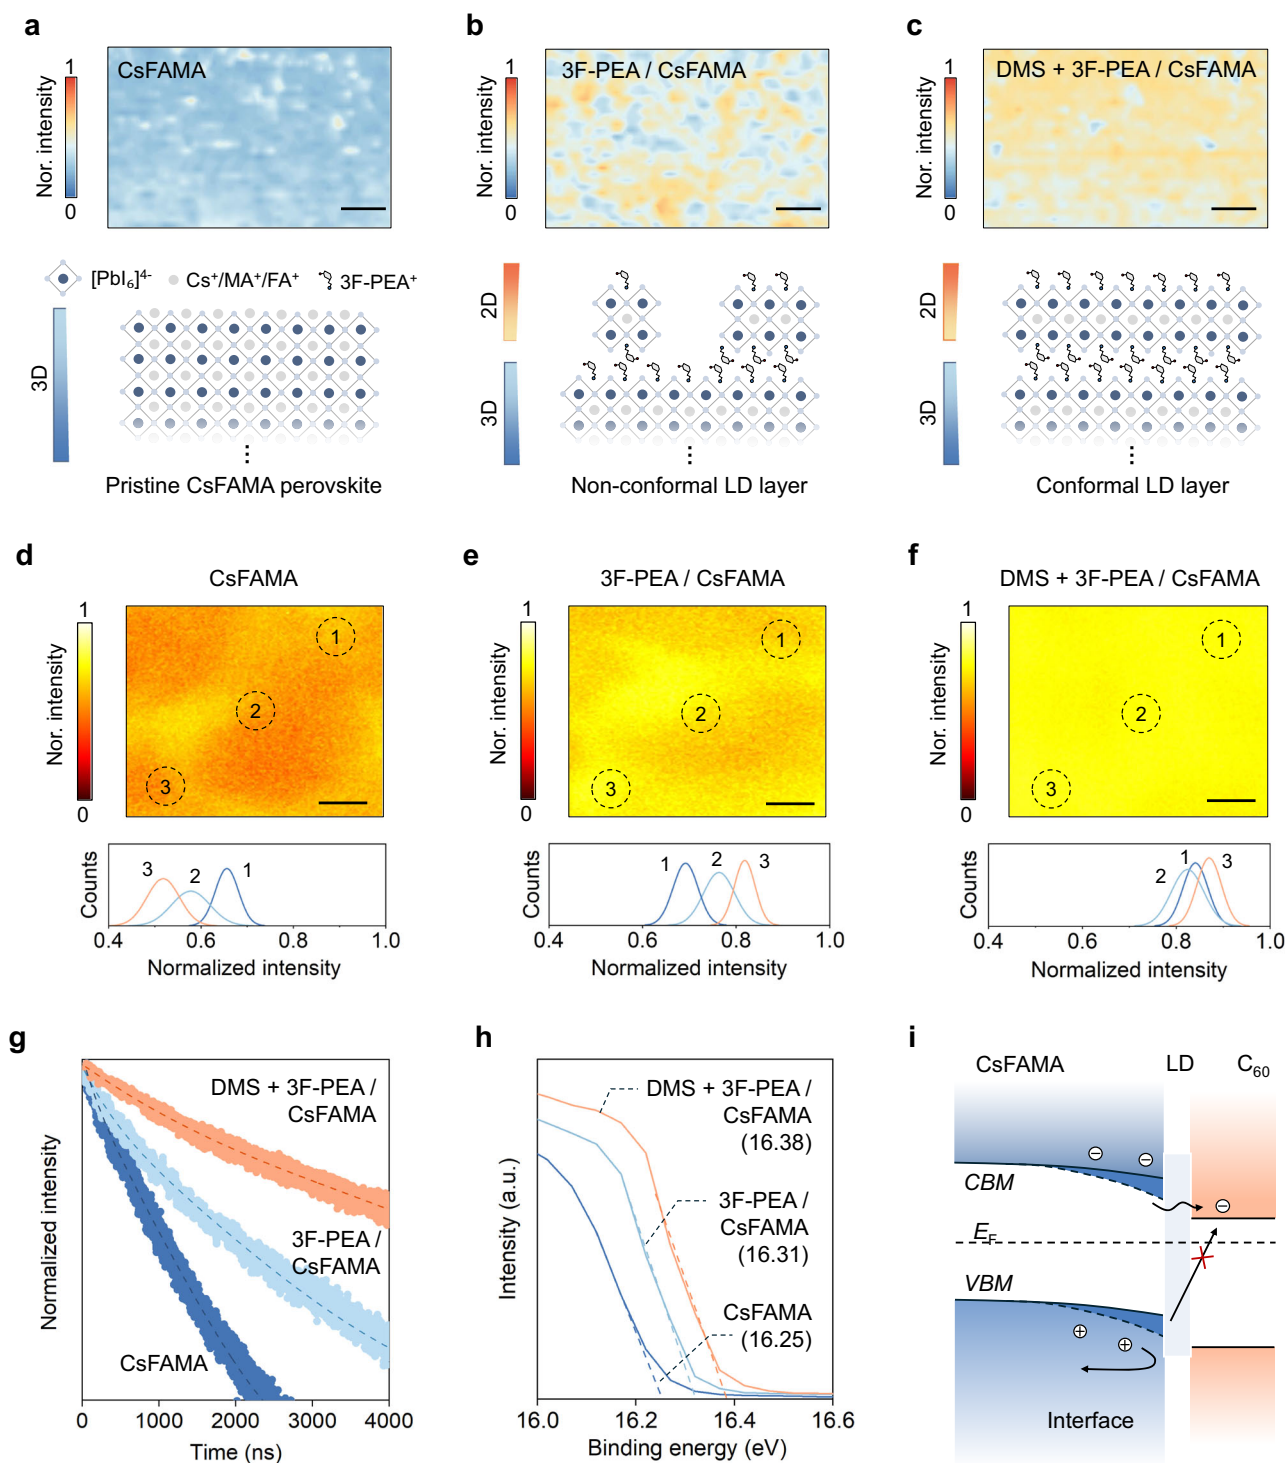 a
CsFAMA
1
Nor. intensity
0
b
3F-PEA / CsFAMA
1
Nor. intensity
0
c
DMS + 3F-PEA / CsFAMA
1
Nor. intensity
0
[PbI₆]⁴⁻
Cs⁺/MA⁺/FA⁺
3F-PEA⁺
3D
⋮
Pristine CsFAMA perovskite
2D
3D
⋮
Non-conformal LD layer
2D
3D
⋮
Conformal LD layer
d
CsFAMA
1
Nor. intensity
0
1
2
3
Counts
3
2
1
0.4
0.6
0.8
1.0
Normalized intensity
e
3F-PEA / CsFAMA
1
Nor. intensity
0
1
2
3
Counts
1
2
3
0.4
0.6
0.8
1.0
Normalized intensity
f
DMS + 3F-PEA / CsFAMA
1
Nor. intensity
0
1
2
3
Counts
1
2
3
0.4
0.6
0.8
1.0
Normalized intensity
g
Normalized intensity
DMS + 3F-PEA /
CsFAMA
3F-PEA /
CsFAMA
CsFAMA
0
1000
2000
3000
4000
Time (ns)
h
Intensity (a.u.)
DMS + 3F-PEA /
CsFAMA
(16.38)
3F-PEA /
CsFAMA
(16.31)
CsFAMA
(16.25)
16.0
16.2
16.4
16.6
Binding energy (eV)
i
CsFAMA
LD
C₆₀
CBM
E_F
VBM
Interface